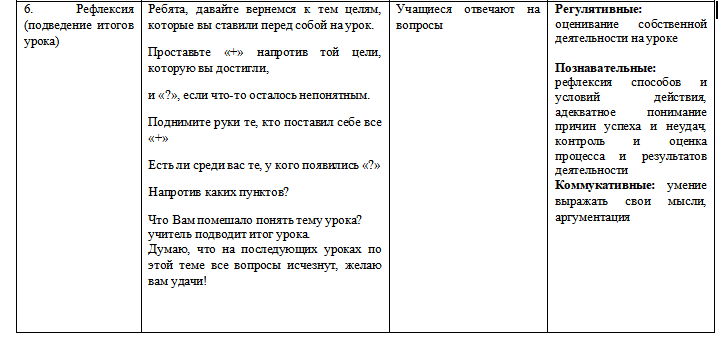 6. Рефлексия
(подведение итогов
урока)
Ребята, давайте вернемся к тем целям,
которые вы ставили перед собой на урок.
Проставьте «+» напротив той цели,
которую вы достигли,
и «?», если что-то осталось непонятным.
Поднимите руки те, кто поставил себе все
«+»
Есть ли среди вас те, у кого появились «?»
Напротив каких пунктов?
Что Вам помешало понять тему урока?
учитель подводит итог урока.
Думаю, что на последующих уроках по
этой теме все вопросы исчезнут, желаю
вам удачи!
Учащиеся отвечают на
вопросы
Регулятивные:
оценивание собственной
деятельности на уроке
Познавательные:
рефлексия способов и
условий действия,
адекватное понимание
причин успеха и неудач,
контроль и оценка
процесса и результатов
деятельности
Коммукативные: умение
выражать свои мысли,
аргументация